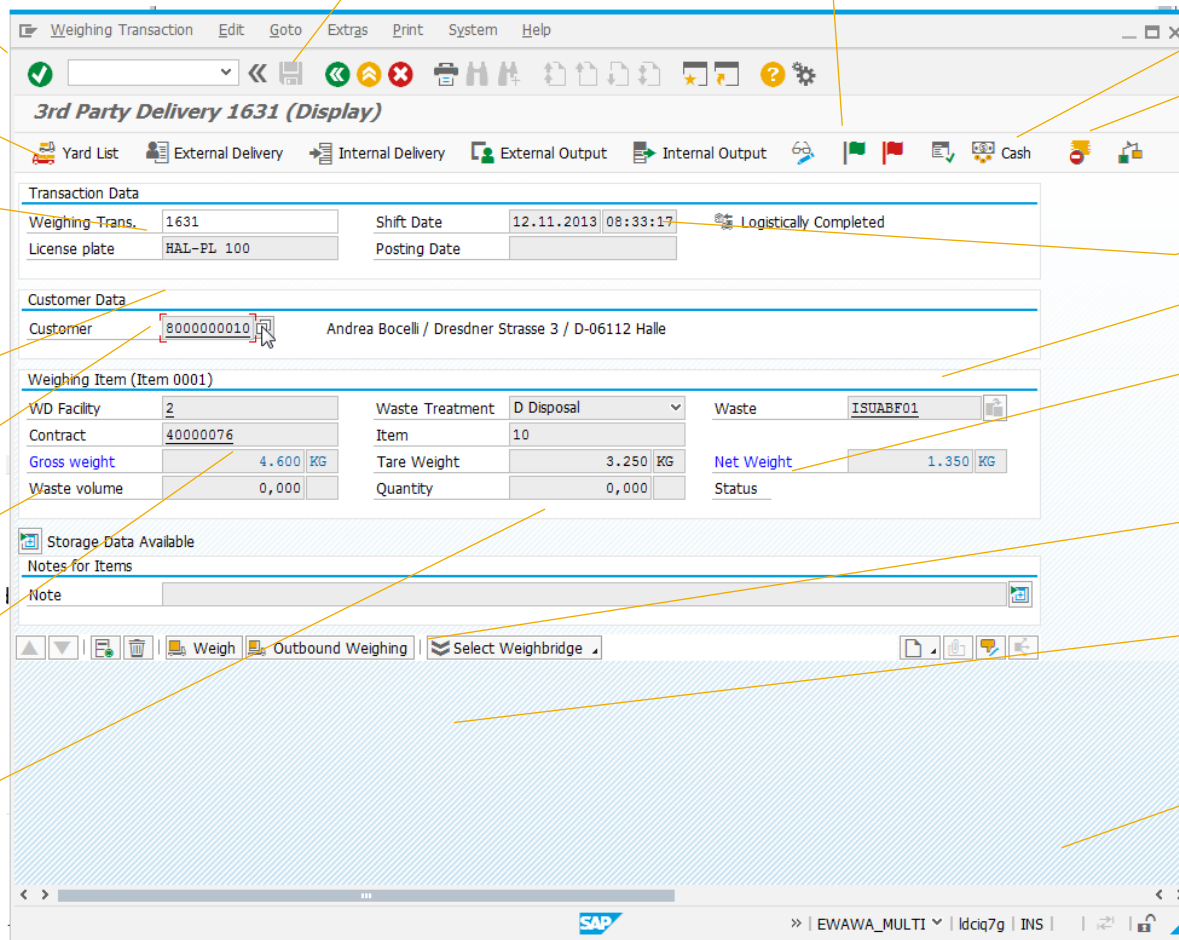 Weighing Transaction Edit Goto Extras Print System Help
3rd Party Delivery 1631 (Display)
Yard List External Delivery Internal Delivery External Output Internal Output Cash
Transaction Data
Weighing Trans. 1631 Shift Date 12.11.2013 08:33:17 Logistically Completed
License plate HAL-PL 100 Posting Date
Customer Data
Customer 8000000010 Andrea Bocelli / Dresdner Strasse 3 / D-06112 Halle
Weighing Item (Item 0001)
WD Facility 2 Waste Treatment D Disposal Waste ISUABF01
Contract 40000076 Item 10
Gross weight 4.600 KG Tare Weight 3.250 KG Net Weight 1.350 KG
Waste volume 0,000 Quantity 0,000 Status
Storage Data Available
Notes for Items
Note
Weigh Outbound Weighing Select Weighbridge
SAP » | EWAWA_MULTI | ldciq7g | INS |